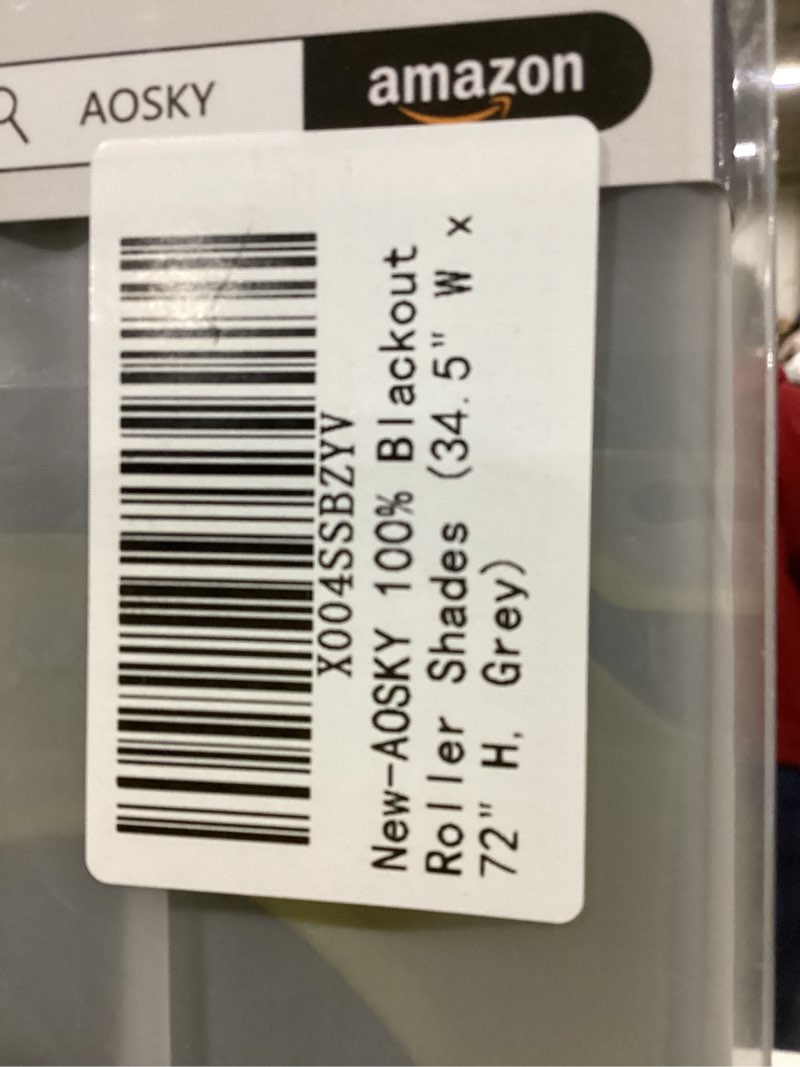 AOSKY
amazon
X004SSBZYV
New-AOSKY 100% Blackout
Roller Shades (34.5" W x
72" H, Grey)